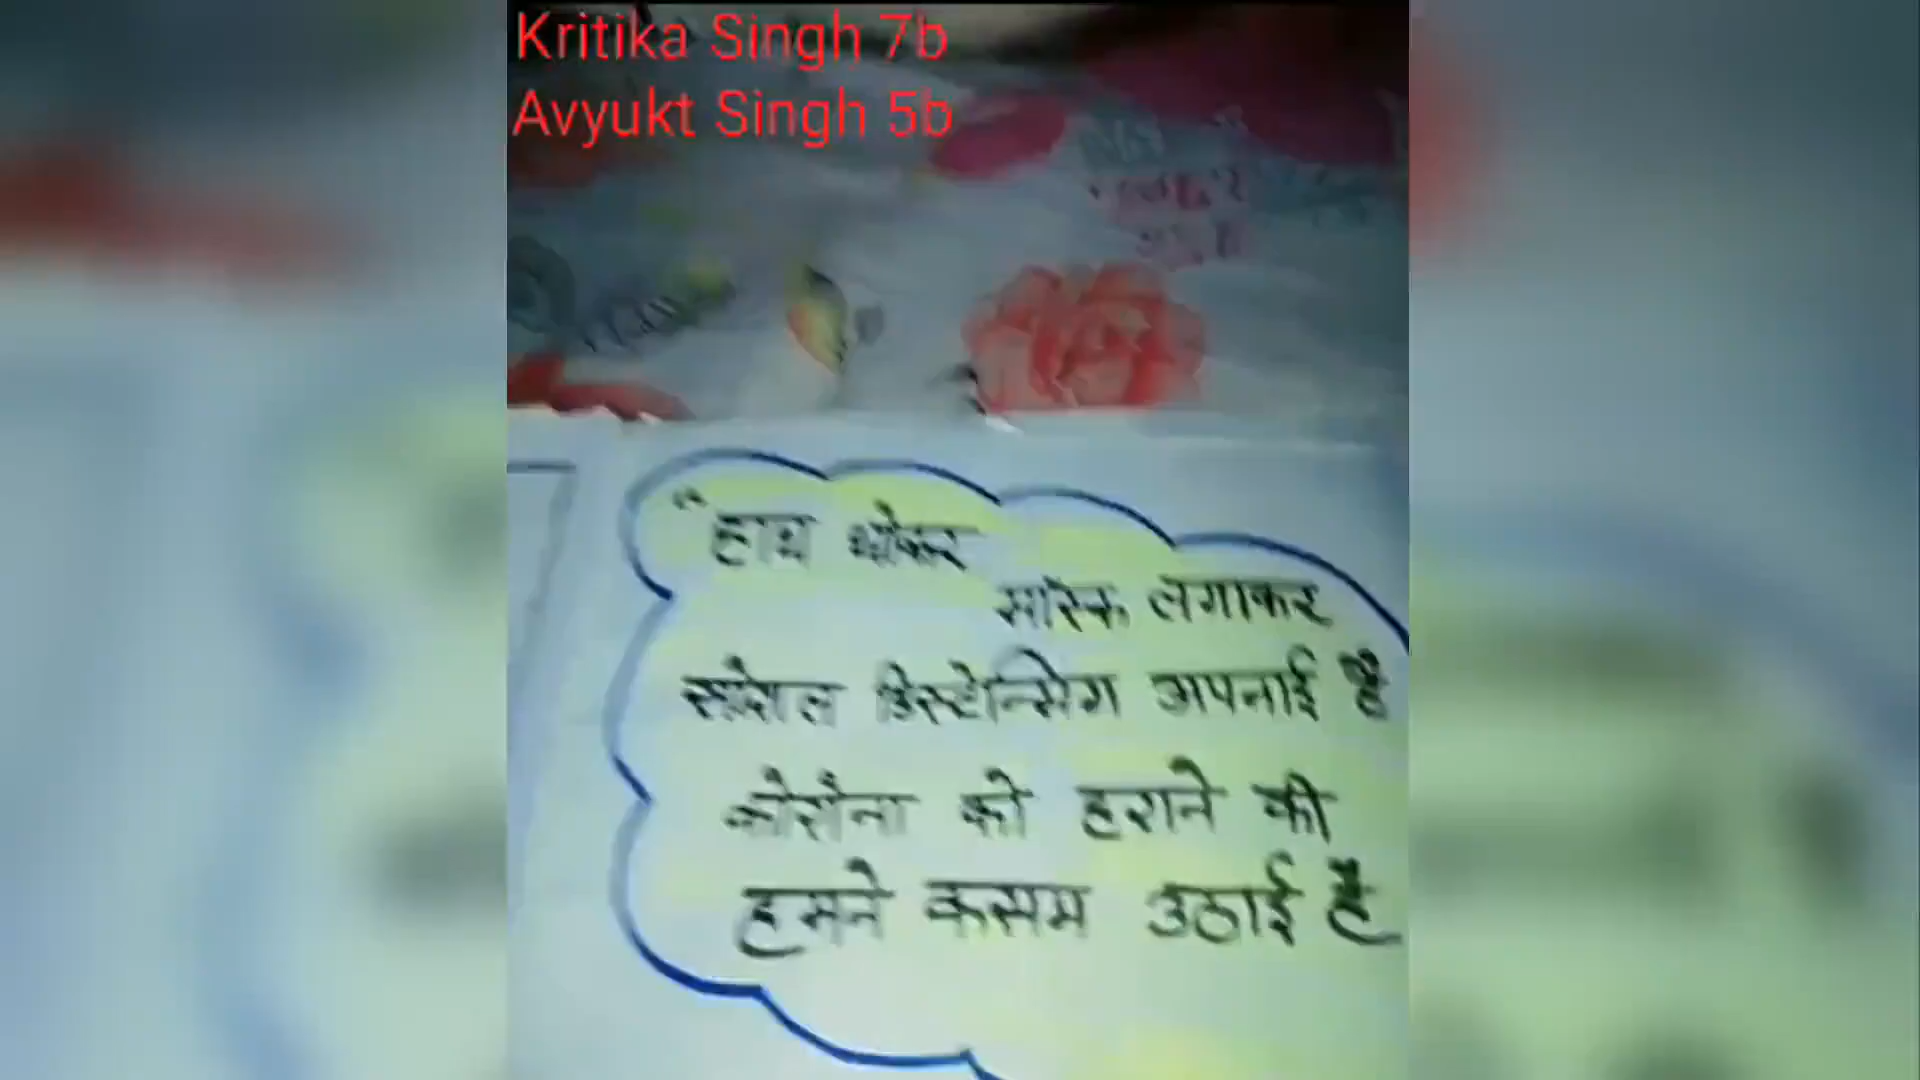 Kritika Singh 7b
Avyukt Singh 5b
"हाथ धोकर
मास्क लगाकर
सोशल डिस्टेन्सिंग अपनाई है
कोरोना को हराने की
हमने कसम उठाई है